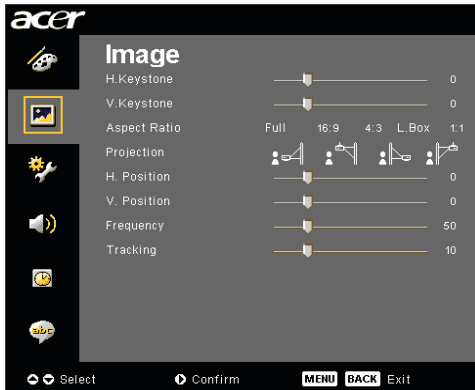 acer
Image
H.Keystone 0
V.Keystone 0
Aspect Ratio Full 16:9 4:3 L.Box 1:1
Projection
H. Position 0
V. Position 0
Frequency 50
Tracking 10
abc
Select Confirm MENU BACK Exit